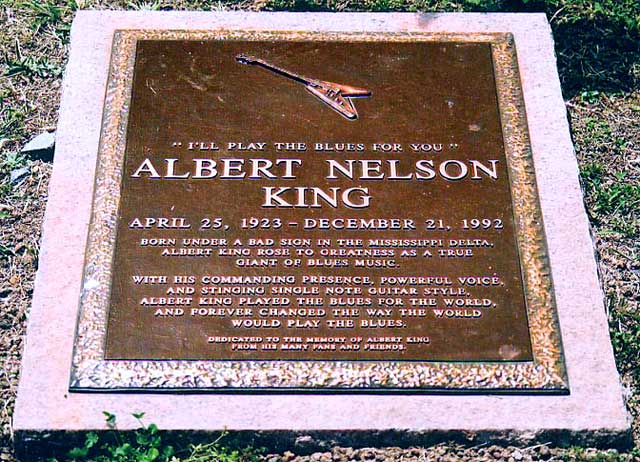 "I'LL PLAY THE BLUES FOR YOU"
ALBERT NELSON
KING
APRIL 25, 1923 – DECEMBER 21, 1992
BORN UNDER A BAD SIGN IN THE MISSISSIPPI DELTA,
ALBERT KING ROSE TO GREATNESS AS A TRUE
GIANT OF BLUES MUSIC.
WITH HIS COMMANDING PRESENCE, POWERFUL VOICE,
AND STINGING SINGLE NOTE GUITAR STYLE,
ALBERT KING PLAYED THE BLUES FOR THE WORLD,
AND FOREVER CHANGED THE WAY THE WORLD
WOULD PLAY THE BLUES.
DEDICATED TO THE MEMORY OF ALBERT KING
FROM HIS MANY FANS AND FRIENDS.